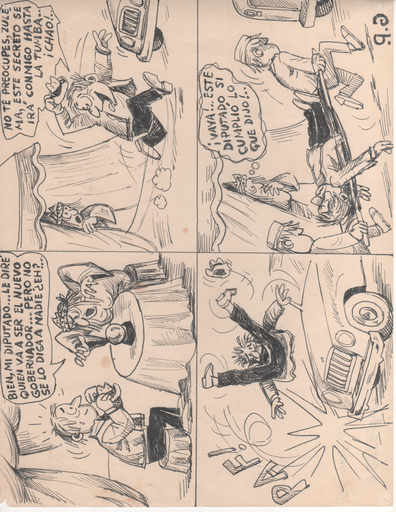 BIEN, MI DIPUTADO...LE DIRE
QUIEN VA A SER EL NUEVO
GOBERNADOR...PERO NO
SE LO DIGA A NADIE ¿EH?..
NO TE PREOCUPES, ZULE-
MA, ESTE SECRETO SE
IRA CONMIGO HASTA
LA TUMBA..
¡CHAO!..
¡VAYA!...ESTE
DIPUTADO SI
CUMPLIO LO
QUE DIJO!..